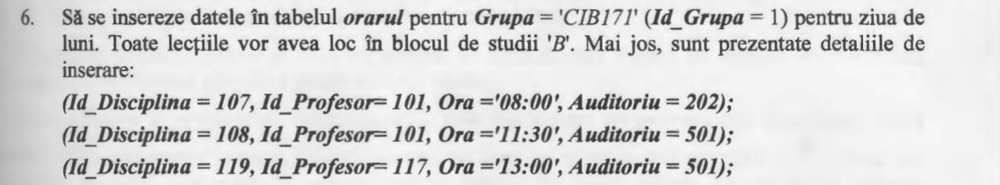 6. Să se insereze datele în tabelul orarul pentru Grupa = 'CIB171' (Id_Grupa = 1) pentru ziua de
luni. Toate lecțiile vor avea loc în blocul de studii 'B'. Mai jos, sunt prezentate detaliile de
inserare:
(Id_Disciplina = 107, Id_Profesor= 101, Ora ='08:00', Auditoriu = 202);
(Id_Disciplina = 108, Id_Profesor= 101, Ora ='11:30', Auditoriu = 501);
(Id_Disciplina = 119, Id_Profesor= 117, Ora ='13:00', Auditoriu = 501);